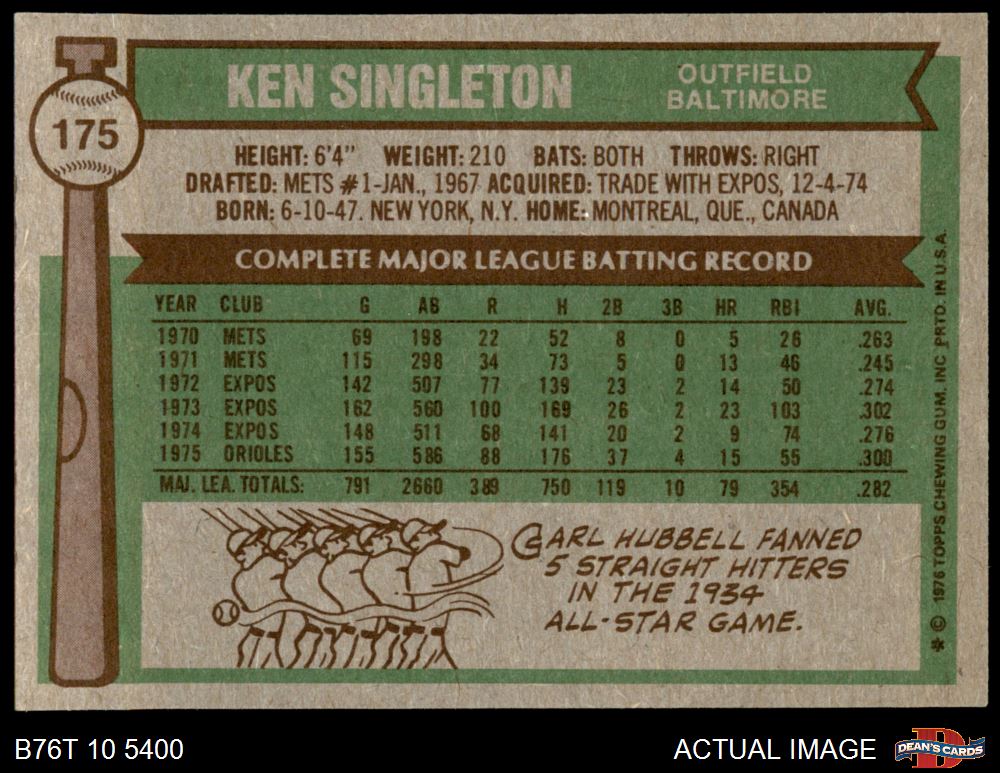 175
KEN SINGLETON
OUTFIELD
BALTIMORE
HEIGHT: 6'4" WEIGHT: 210 BATS: BOTH THROWS: RIGHT
DRAFTED: METS #1-JAN., 1967 ACQUIRED: TRADE WITH EXPOS, 12-4-74
BORN: 6-10-47. NEW YORK, N.Y. HOME: MONTREAL, QUE., CANADA
COMPLETE MAJOR LEAGUE BATTING RECORD
YEAR CLUB G AB R H 2B 3B HR RBI AVG.
1970 METS 69 198 22 52 8 0 5 26 .263
1971 METS 115 298 34 73 5 0 13 46 .245
1972 EXPOS 142 507 77 139 23 2 14 50 .274
1973 EXPOS 162 560 100 169 26 2 23 103 .302
1974 EXPOS 148 511 68 141 20 2 9 74 .276
1975 ORIOLES 155 586 88 176 37 4 15 55 .300
MAJ. LEA. TOTALS: 791 2660 389 750 119 10 79 354 .282
CARL HUBBELL FANNED
5 STRAIGHT HITTERS
IN THE 1934
ALL-STAR GAME.
* © 1976 TOPPS CHEWING GUM, INC PRTD. IN U.S.A.
B76T 10 5400
ACTUAL IMAGE
D
DEAN'S CARDS